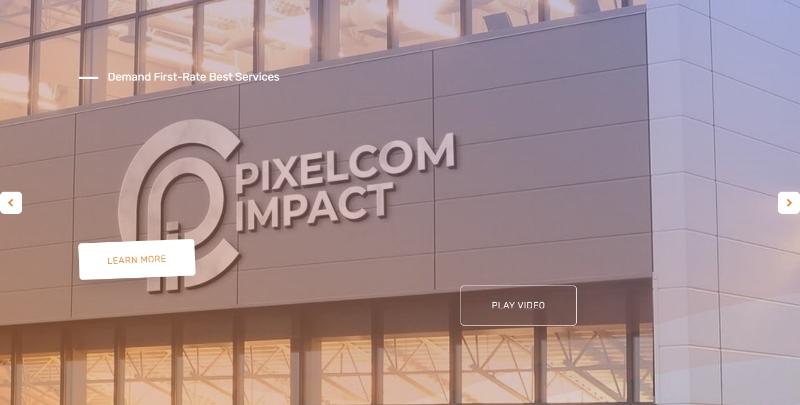 Demand First-Rate Best Services
PIXELCOM
IMPACT
LEARN MORE
PLAY VIDEO